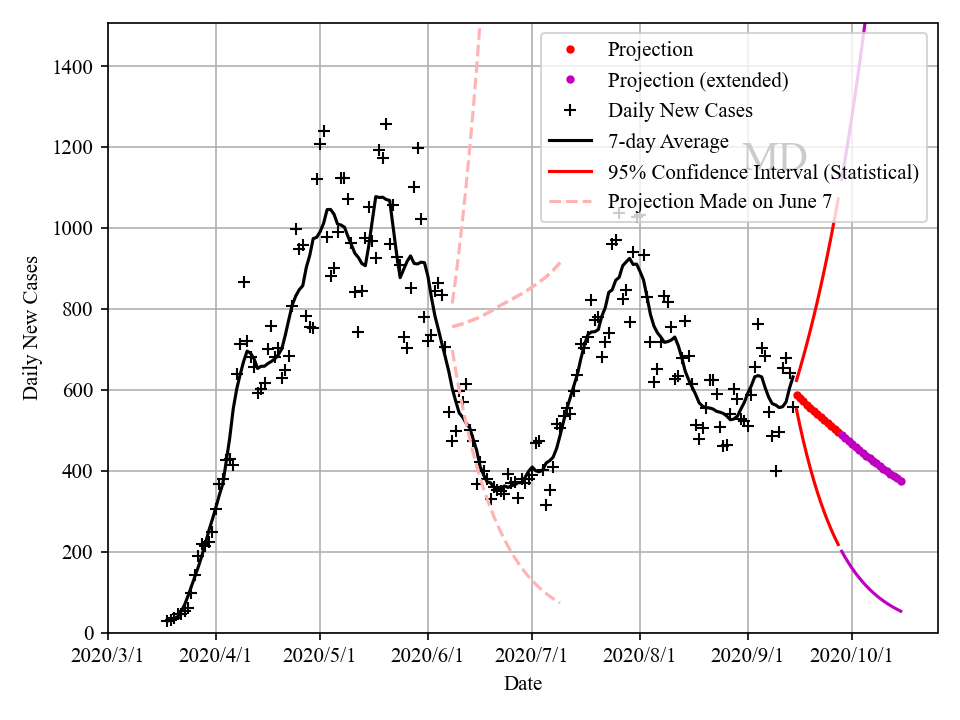 1400
1200
1000
800
600
400
200
0
Daily New Cases
2020/3/1 2020/4/1 2020/5/1 2020/6/1 2020/7/1 2020/8/1 2020/9/1 2020/10/1
Date
MD
Projection
Projection (extended)
Daily New Cases
7-day Average
95% Confidence Interval (Statistical)
Projection Made on June 7